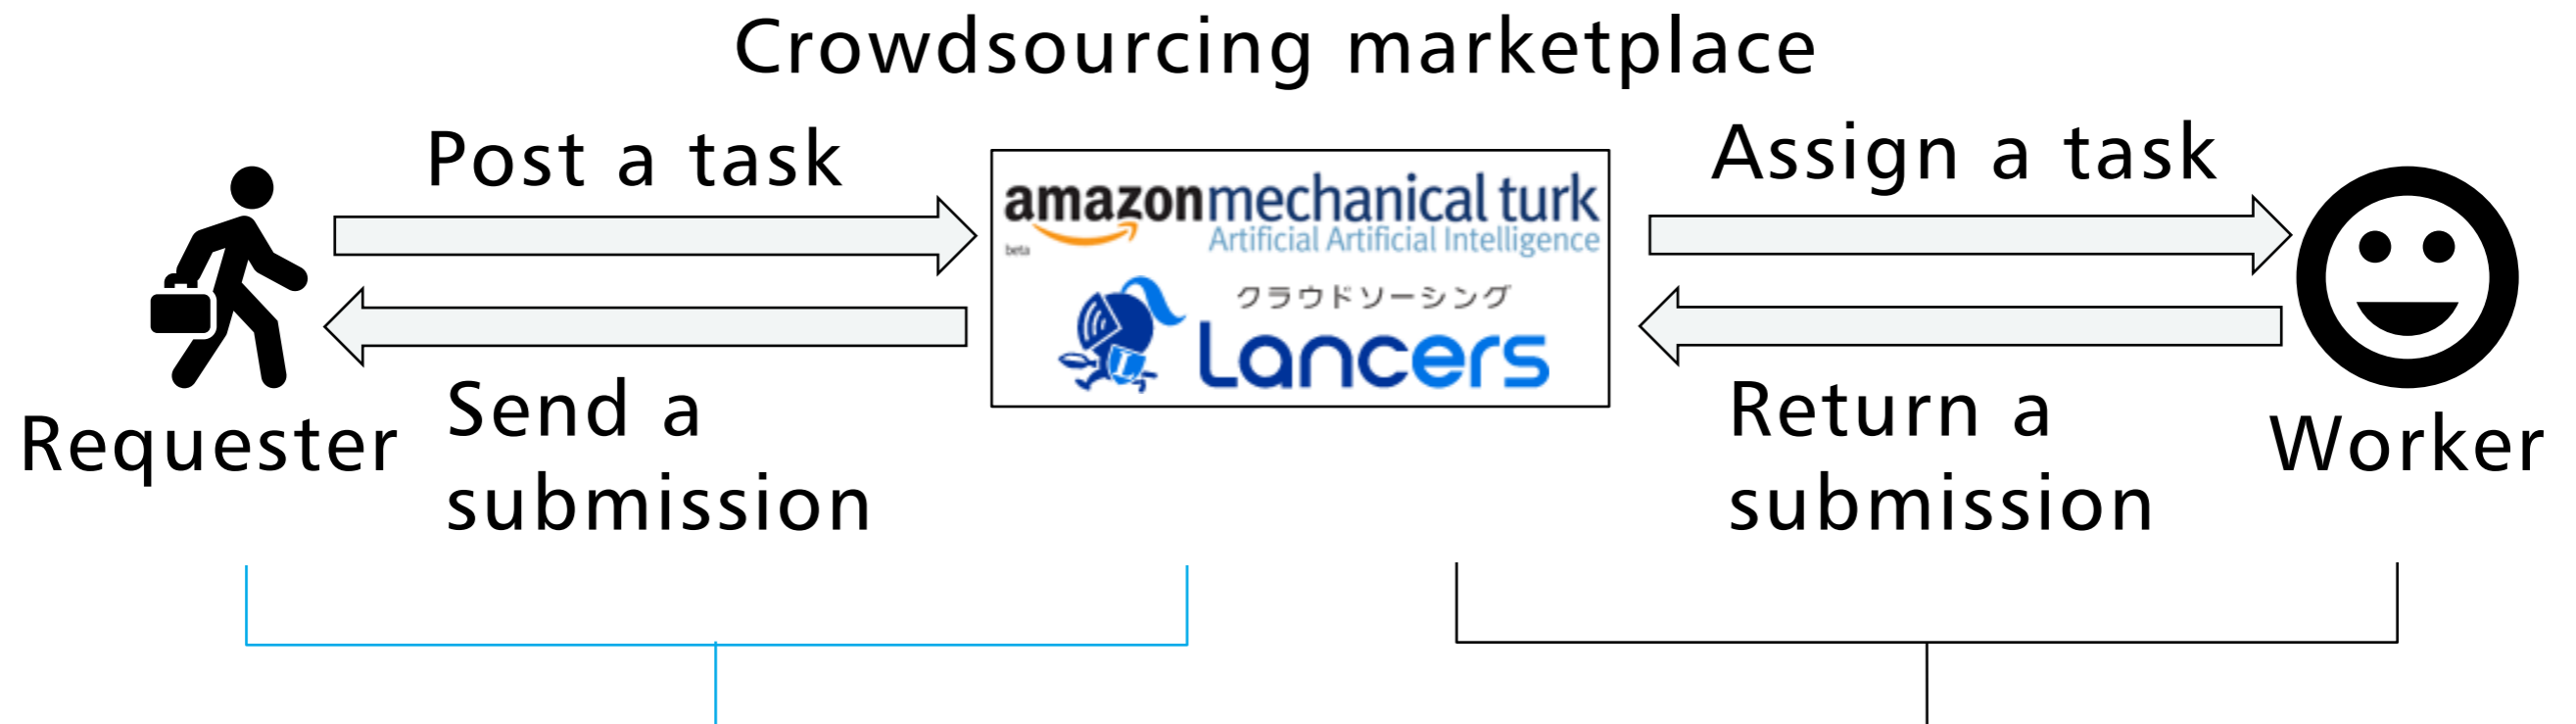 Crowdsourcing marketplace
Post a task
Assign a task
amazonmechanical turk
Artificial Artificial Intelligence
beta
クラウドソーシング
Lancers
Requester
Send a
submission
Return a
submission
Worker